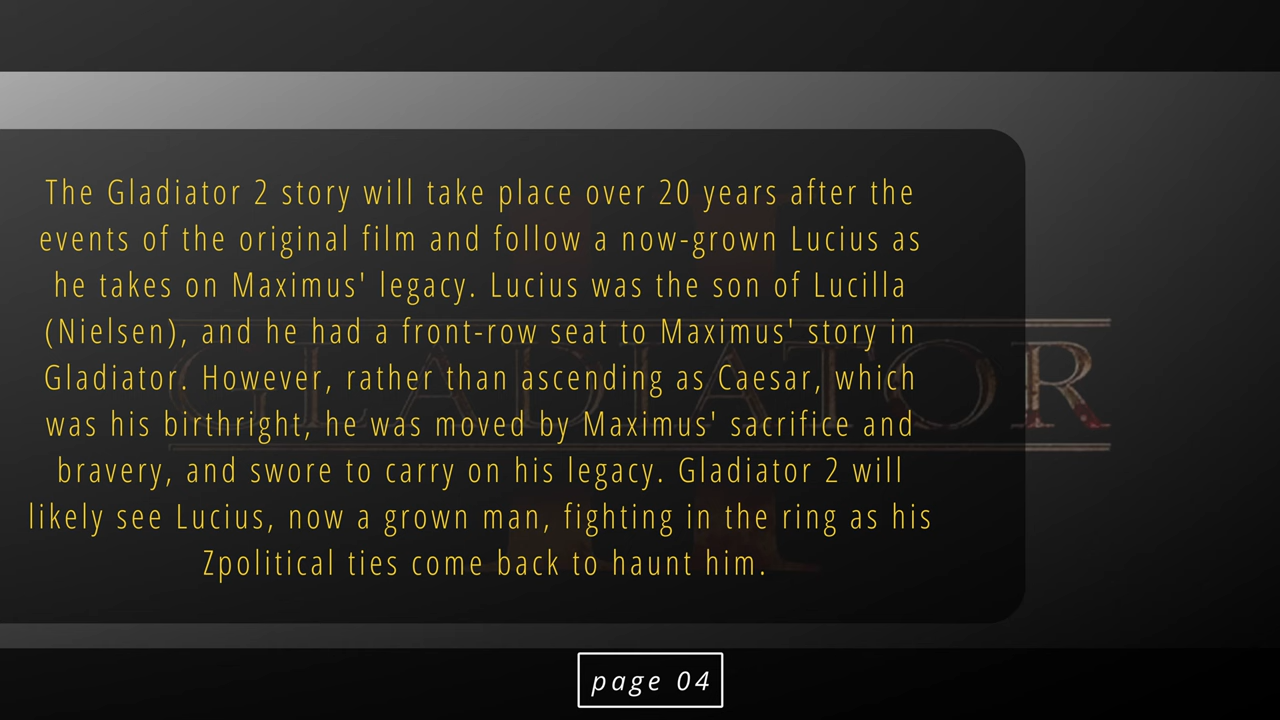 The Gladiator 2 story will take place over 20 years after the
events of the original film and follow a now-grown Lucius as
he takes on Maximus' legacy. Lucius was the son of Lucilla
(Nielsen), and he had a front-row seat to Maximus' story in
Gladiator. However, rather than ascending as Caesar, which
was his birthright, he was moved by Maximus' sacrifice and
bravery, and swore to carry on his legacy. Gladiator 2 will
likely see Lucius, now a grown man, fighting in the ring as his
Zpolitical ties come back to haunt him.
GLADIATOR
II
page 04